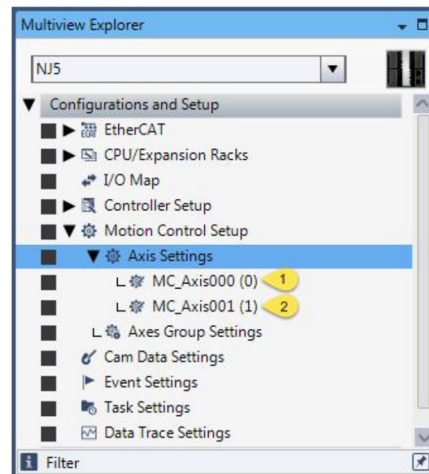 Multiview Explorer
NJ5
Configurations and Setup
EtherCAT
CPU/Expansion Racks
I/O Map
Controller Setup
Motion Control Setup
Axis Settings
MC_Axis000 (0) 1
MC_Axis001 (1) 2
Axes Group Settings
Cam Data Settings
Event Settings
Task Settings
Data Trace Settings
Filter